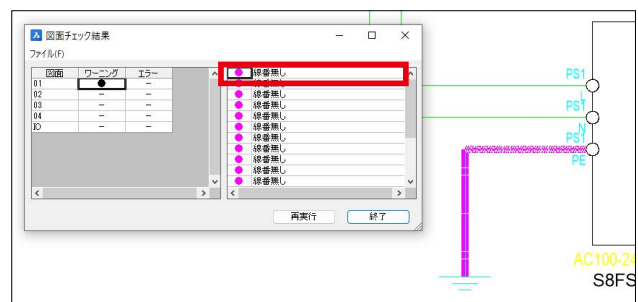 図面チェック結果
ファイル(F)
図面 ワーニング エラー
01 ● -
02 - -
03 - -
04 - -
IO - -
線番無し
線番無し
線番無し
線番無し
線番無し
線番無し
線番無し
線番無し
線番無し
線番無し
再実行
終了
PS1
L
PS1
N
PS1
PE
AC100-24
S8FS